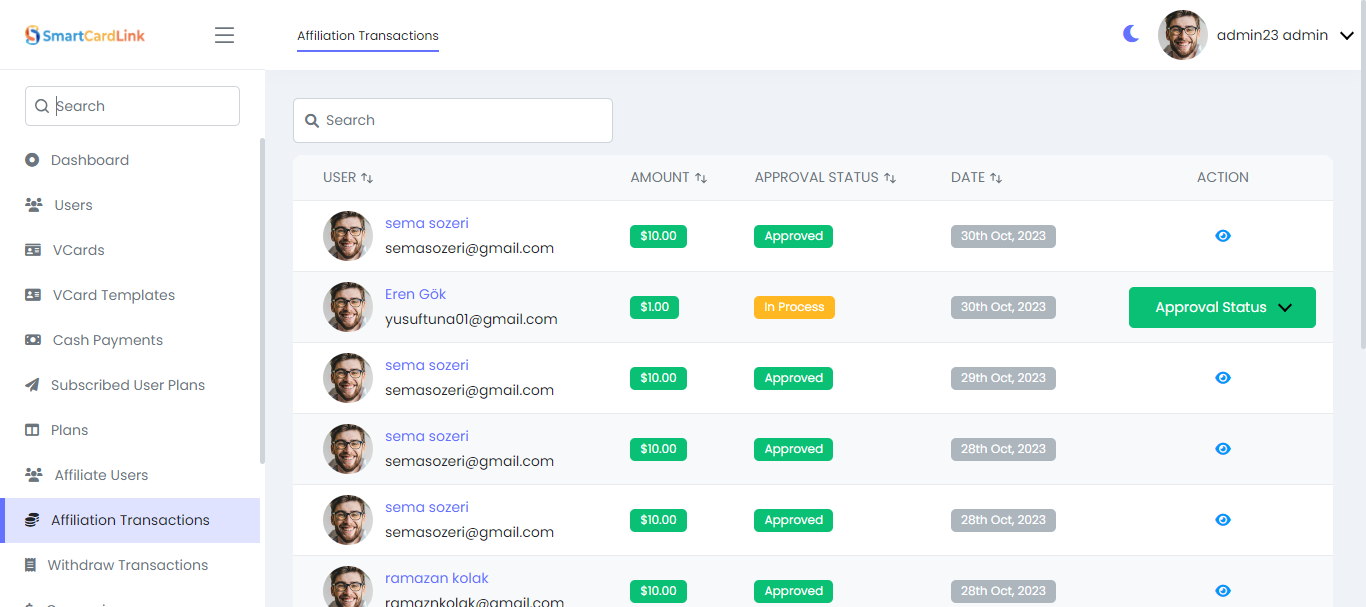 SmartCardLink
Affiliation Transactions
admin23 admin
Search
Dashboard
Users
VCards
VCard Templates
Cash Payments
Subscribed User Plans
Plans
Affiliate Users
Affiliation Transactions
Withdraw Transactions
Search
USER AMOUNT APPROVAL STATUS DATE ACTION
sema sozeri
semasozeri@gmail.com
$10.00 Approved 30th Oct, 2023
Eren Gök
yusuftuna01@gmail.com
$1.00 In Process 30th Oct, 2023 Approval Status
sema sozeri
semasozeri@gmail.com
$10.00 Approved 29th Oct, 2023
sema sozeri
semasozeri@gmail.com
$10.00 Approved 28th Oct, 2023
sema sozeri
semasozeri@gmail.com
$10.00 Approved 28th Oct, 2023
ramazan kolak
ramaznkolak@gmail.com
$10.00 Approved 28th Oct, 2023